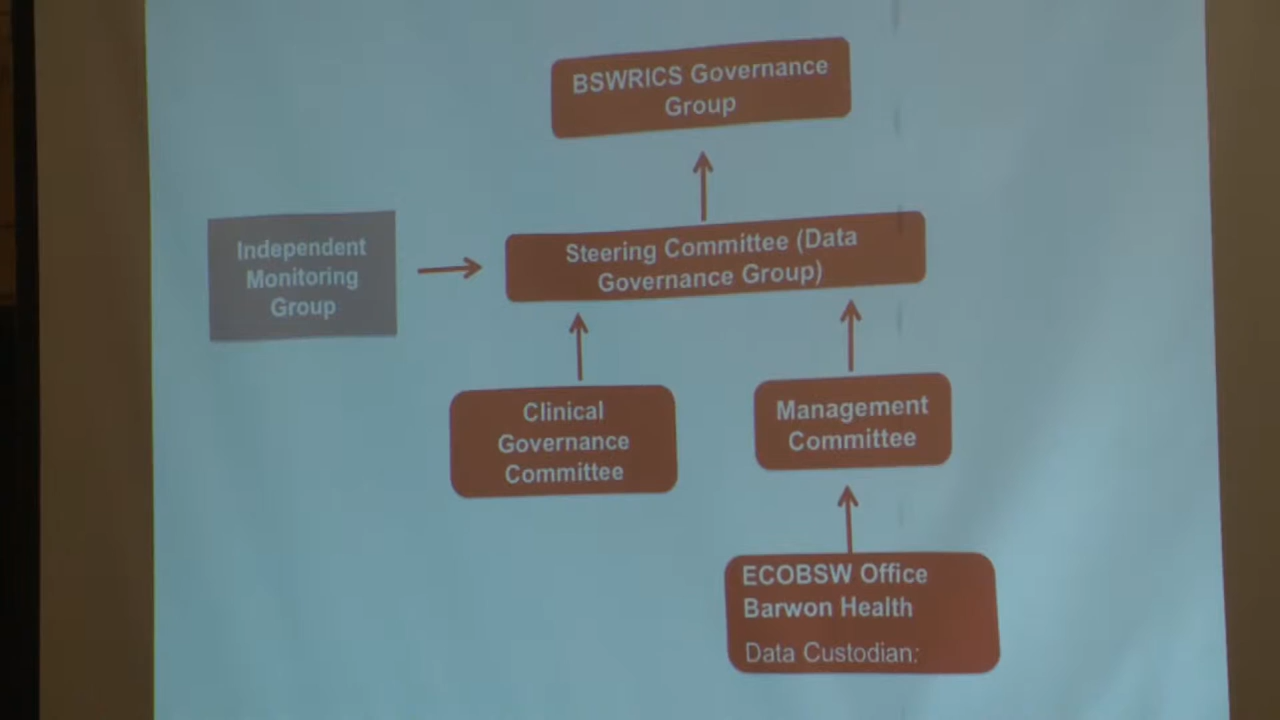 BSWRICS Governance
Group
Independent
Monitoring
Group
Steering Committee (Data
Governance Group)
Clinical
Governance
Committee
Management
Committee
ECOBSW Office
Barwon Health
Data Custodian: